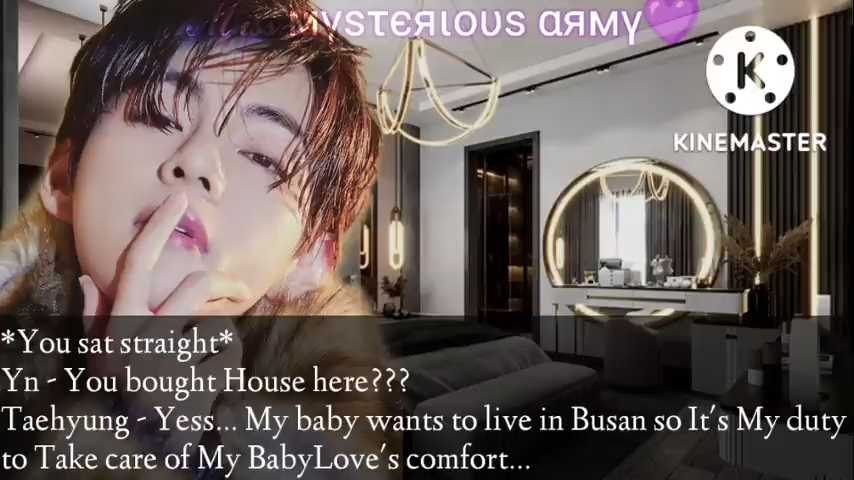 MYSTERIOUS ARMY
K
KINEMASTER
*You sat straight*
Yn - You bought House here???
Taehyung - Yess... My baby wants to live in Busan so It's My duty
to Take care of My BabyLove's comfort...